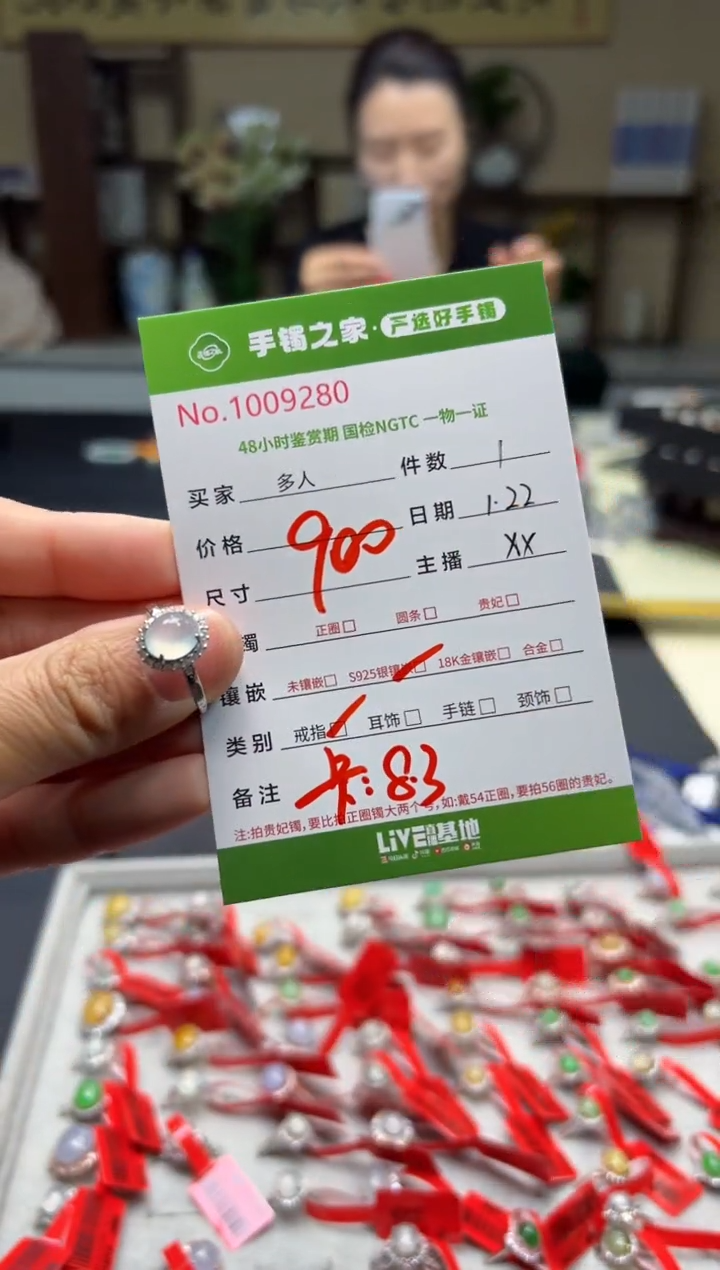 手镯之家·严选好手镯
No.1009280
48小时鉴赏期 国检NGTC 一物一证
买家 多人 件数 1
价格 900 日期 1.22
尺寸 主播 XX
镯 正圈□ 圆条□ 贵妃□
镶嵌 未镶嵌□ S925银镶嵌□ 18K金镶嵌□ 合金□
类别 戒指□ 耳饰□ 手链□ 颈饰□
备注 卡:8.3
注:拍贵妃镯,要比 正圈镯大两个号,如:戴54正圈,要拍56圈的贵妃。
LiVE 基地